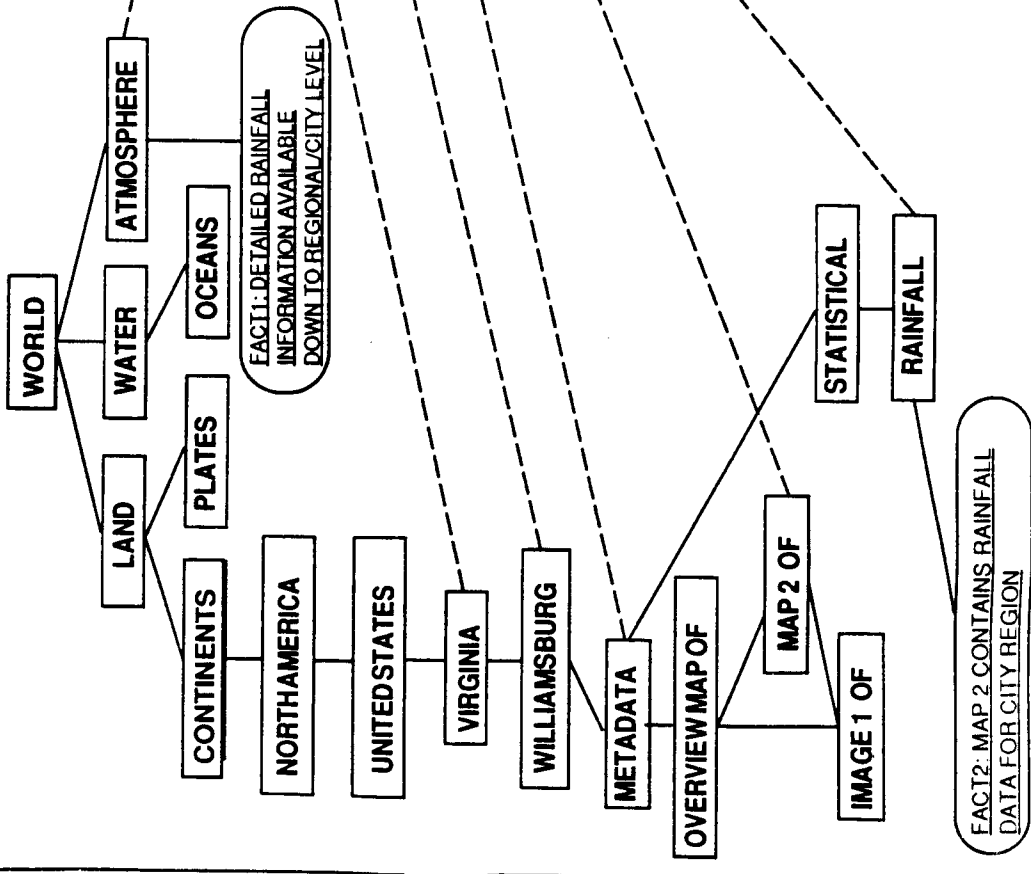 WORLD
LAND
WATER
ATMOSPHERE
CONTINENTS
PLATES
OCEANS
FACT1: DETAILED RAINFALL
INFORMATION AVAILABLE
DOWN TO REGIONAL/CITY LEVEL
NORTH AMERICA
UNITED STATES
VIRGINIA
WILLIAMSBURG
METADATA
OVERVIEW MAP OF
MAP 2 OF
IMAGE 1 OF
STATISTICAL
RAINFALL
FACT2: MAP 2 CONTAINS RAINFALL
DATA FOR CITY REGION